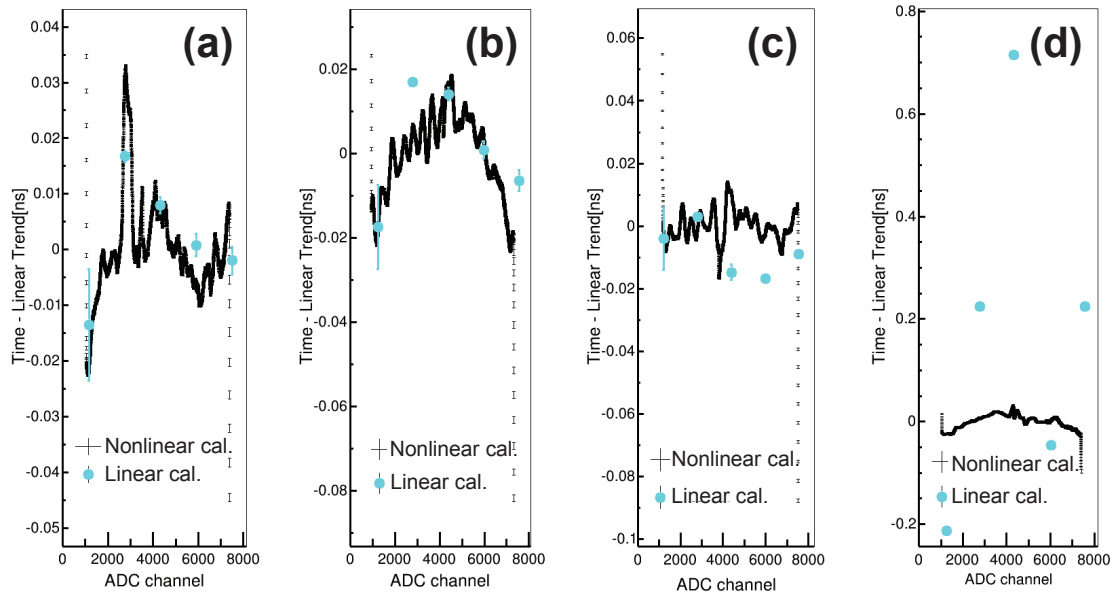 (a)
Time - Linear Trend[ns]
0.04
0.03
0.02
0.01
0
-0.01
-0.02
-0.03
-0.04
-0.05
Nonlinear cal.
Linear cal.
0 2000 4000 6000 8000
ADC channel
(b)
Time - Linear Trend[ns]
0.02
0
-0.02
-0.04
-0.06
-0.08
Nonlinear cal.
Linear cal.
0 2000 4000 6000 8000
ADC channel
(c)
Time - Linear Trend[ns]
0.06
0.04
0.02
0
-0.02
-0.04
-0.06
-0.08
-0.1
Nonlinear cal.
Linear cal.
0 2000 4000 6000 8000
ADC channel
(d)
Time - Linear Trend[ns]
0.8
0.6
0.4
0.2
0
-0.2
Nonlinear cal.
Linear cal.
0 2000 4000 6000 8000
ADC channel